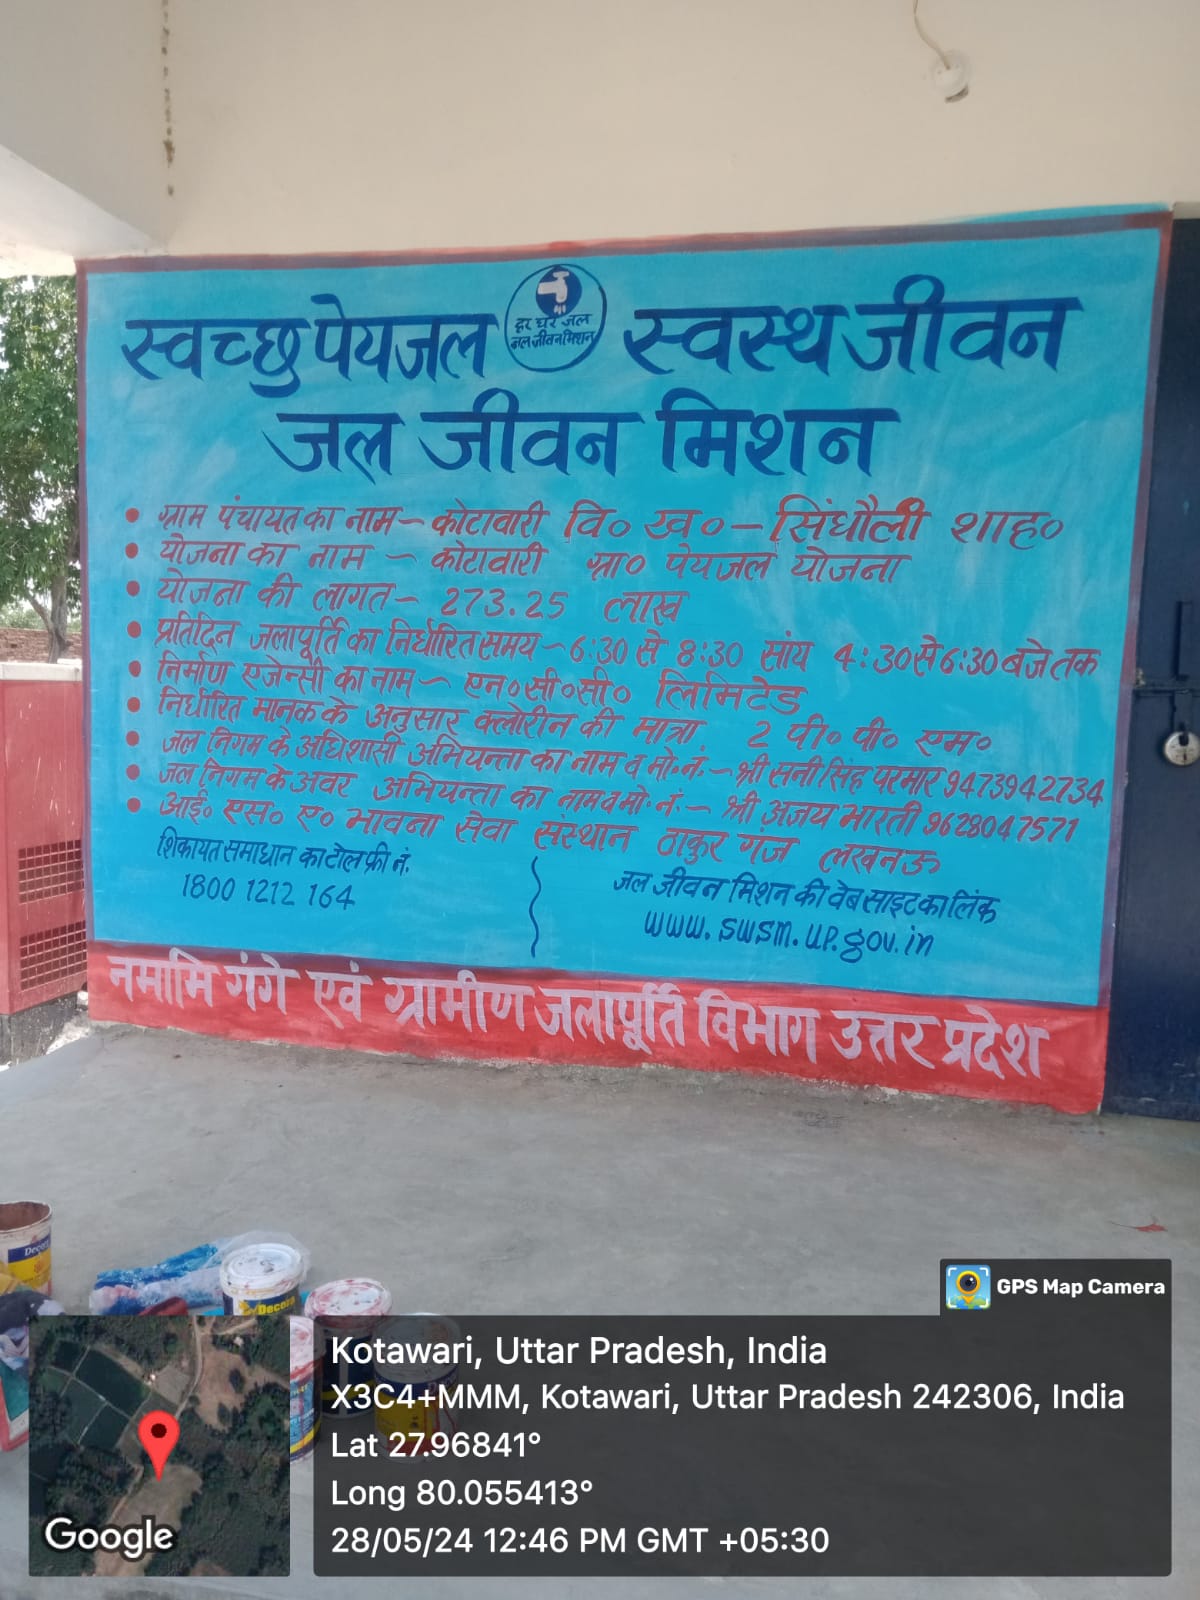 स्वच्छ पेयजल
हर घर जल
जल जीवन मिशन
स्वस्थ जीवन
जल जीवन मिशन
• ग्राम पंचायत का नाम – कोटावारी वि० ख० – सिंधौली शाह०
• योजना का नाम – कोटावारी ग्रा० पेयजल योजना
• योजना की लागत – 273.25 लाख
• प्रतिदिन जलापूर्ति का निर्धारित समय – 6:30 से 8:30 सांय 4:30 से 6:30 बजे तक
• निर्माण एजेन्सी का नाम – एन०सी०सी० लिमिटेड
• निर्धारित मानक के अनुसार क्लोरीन की मात्रा 2 पी० पी० एम०
• जल निगम के अधिशासी अभियन्ता का नाम व मो० नं. – श्री सनी सिंह परमार 9473942734
• जल निगम के अवर अभियन्ता का नाम व मो० नं. – श्री अजय भारती 9628047571
• आई० एस० ए० भावना सेवा संस्थान ठाकुर गंज लखनऊ
शिकायत समाधान का टोल फ्री नं.
1800 1212 164
जल जीवन मिशन की वेब साइट का लिंक
www.swsm.up.gov.in
नमामि गंगे एवं ग्रामीण जलापूर्ति विभाग उत्तर प्रदेश
Decora
GPS Map Camera
Google
Kotawari, Uttar Pradesh, India
X3C4+MMM, Kotawari, Uttar Pradesh 242306, India
Lat 27.96841°
Long 80.055413°
28/05/24 12:46 PM GMT +05:30